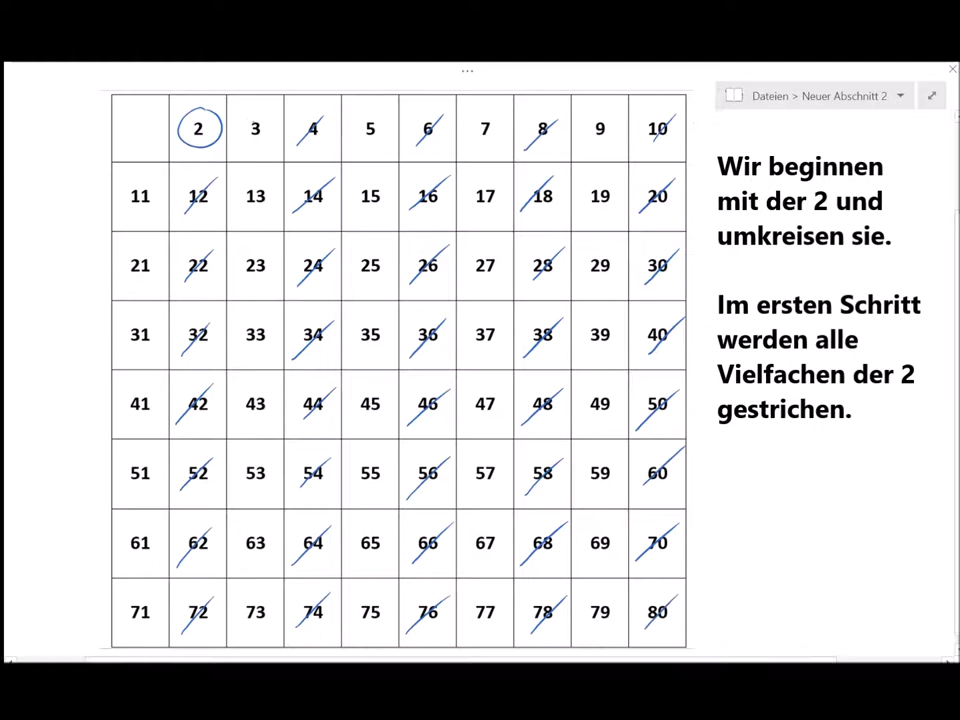 ...
Dateien > Neuer Abschnitt 2
2 3 4 5 6 7 8 9 10
11 12 13 14 15 16 17 18 19 20
21 22 23 24 25 26 27 28 29 30
31 32 33 34 35 36 37 38 39 40
41 42 43 44 45 46 47 48 49 50
51 52 53 54 55 56 57 58 59 60
61 62 63 64 65 66 67 68 69 70
71 72 73 74 75 76 77 78 79 80
Wir beginnen
mit der 2 und
umkreisen sie.
Im ersten Schritt
werden alle
Vielfachen der 2
gestrichen.